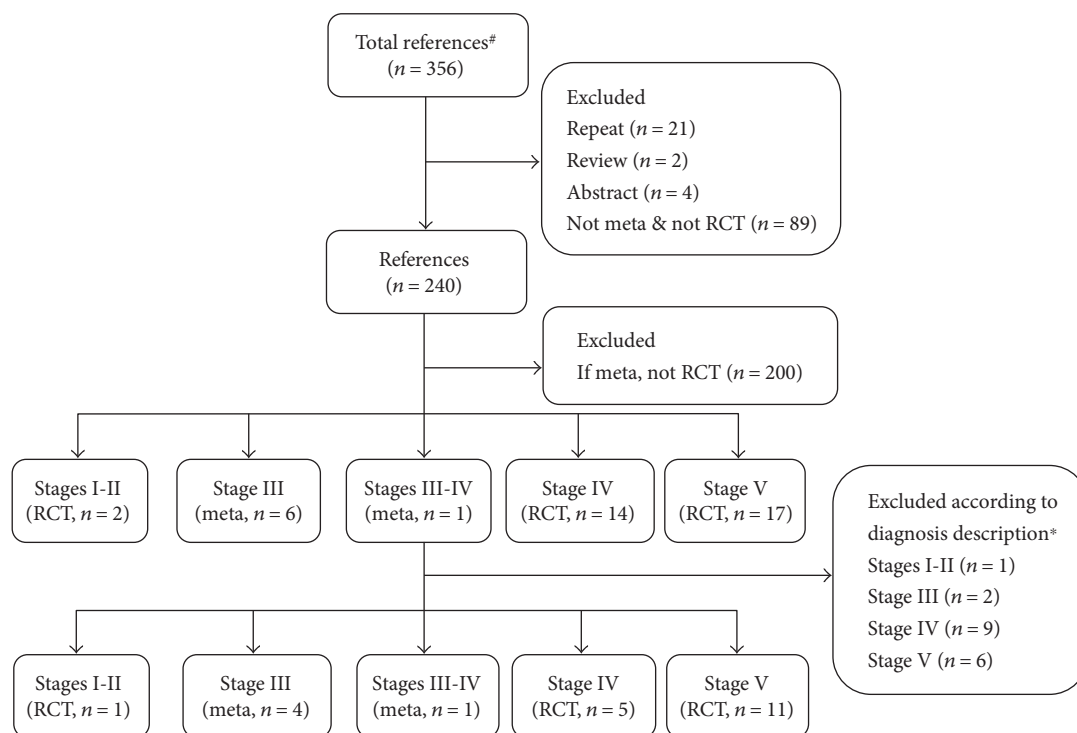 Total references#
(n = 356)
Excluded
Repeat (n = 21)
Review (n = 2)
Abstract (n = 4)
Not meta & not RCT (n = 89)
References
(n = 240)
Excluded
If meta, not RCT (n = 200)
Stages I-II
(RCT, n = 2)
Stage III
(meta, n = 6)
Stages III-IV
(meta, n = 1)
Stage IV
(RCT, n = 14)
Stage V
(RCT, n = 17)
Excluded according to
diagnosis description*
Stages I-II (n = 1)
Stage III (n = 2)
Stage IV (n = 9)
Stage V (n = 6)
Stages I-II
(RCT, n = 1)
Stage III
(meta, n = 4)
Stages III-IV
(meta, n = 1)
Stage IV
(RCT, n = 5)
Stage V
(RCT, n = 11)